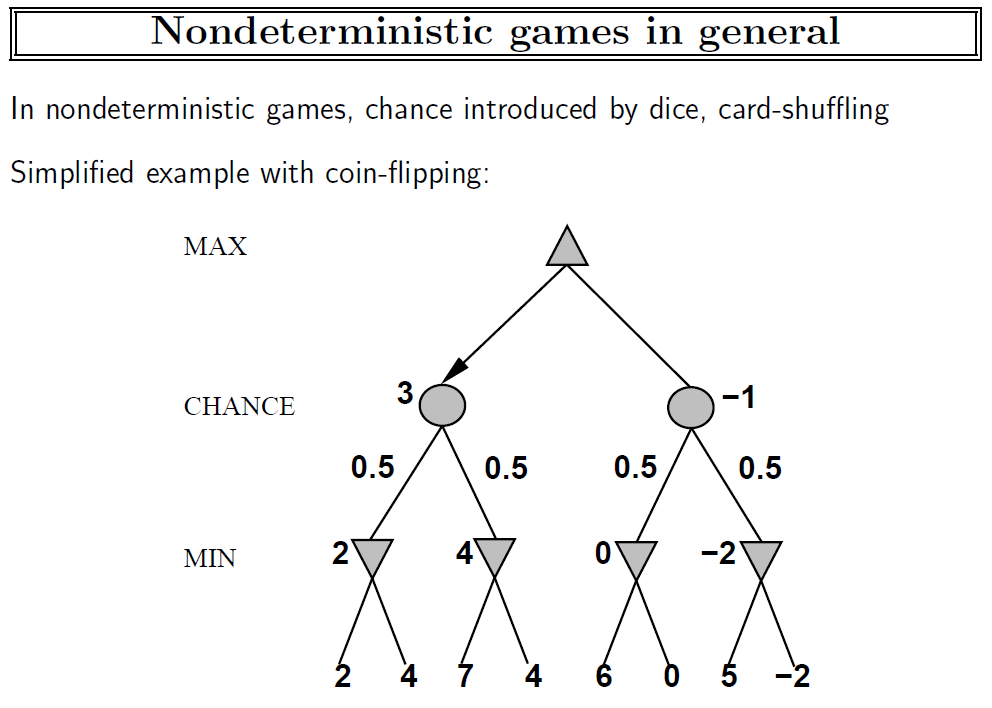 Nondeterministic games in general
In nondeterministic games, chance introduced by dice, card-shuffling
Simplified example with coin-flipping:
MAX
CHANCE 3 −1
0.5 0.5 0.5 0.5
MIN 2 4 0 −2
2 4 7 4 6 0 5 −2